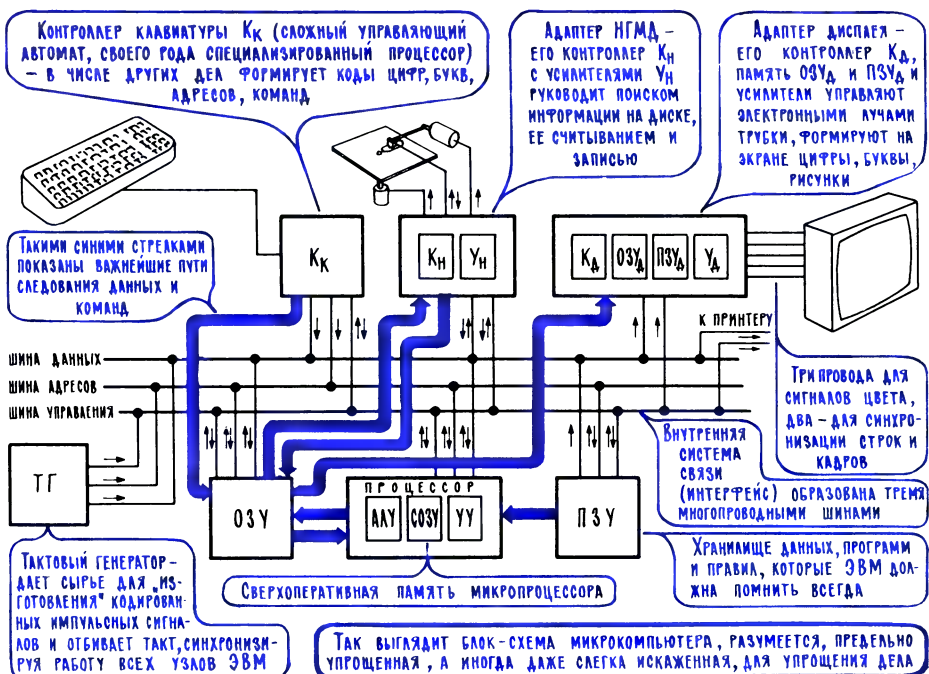 Контроллер клавиатуры Кк (сложный управляющий
автомат, своего рода специализированный процессор)
– в числе других дел формирует коды цифр, букв,
адресов, команд
Адаптер НГМД –
его контроллер Кн
с усилителями Ун
руководит поиском
информации на диске,
ее считыванием и
записью
Адаптер дисплея –
его контроллер Кд,
память ОЗУд и ПЗУд и
усилители управляют
электронными лучами
трубки, формируют на
экране цифры, буквы,
рисунки
Такими синими стрелками
показаны важнейшие пути
следования данных и
команд
Кк
Кн
Ун
Кд
ОЗУд
ПЗУд
Уд
к принтеру
шина данных
шина адресов
шина управления
Три провода для
сигналов цвета,
два – для синхро-
низации строк и
кадров
Внутренняя
система
связи
(интерфейс) образована тремя
многопроводными шинами
ТГ
ОЗУ
процессор
АЛУ
СОЗУ
УУ
ПЗУ
Тактовый генератор –
дает сырье для „из-
готовления" кодирован-
ных импульсных сигна-
лов и отбивает такт, синхронизи-
руя работу всех узлов ЭВМ
Сверхоперативная память микропроцессора
Хранилище данных, программ
и правил, которые ЭВМ дол-
жна помнить всегда
Так выглядит блок-схема микрокомпьютера, разумеется, предельно
упрощенная, а иногда даже слегка искаженная, для упрощения дела